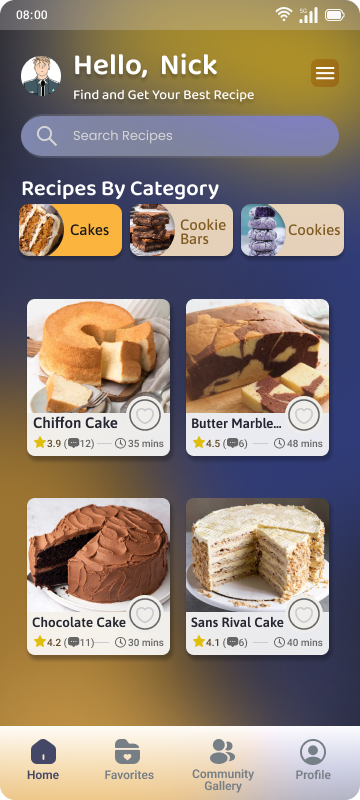 08:00
5G
Hello, Nick
Find and Get Your Best Recipe
Search Recipes
Recipes By Category
Cakes
Cookie
Bars
Cookies
Chiffon Cake
3.9 (12)
35 mins
Butter Marble...
4.5 (6)
48 mins
Chocolate Cake
4.2 (11)
30 mins
Sans Rival Cake
4.1 (6)
40 mins
Home
Favorites
Community
Gallery
Profile